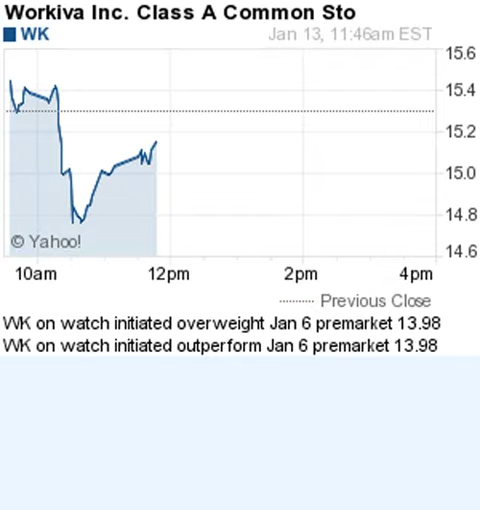 Workiva Inc. Class A Common Sto
WK Jan 13, 11:46am EST
15.6
15.4
15.2
15.0
14.8
14.6
© Yahoo!
10am 12pm 2pm 4pm
Previous Close
WK on watch initiated overweight Jan 6 premarket 13.98
WK on watch initiated outperform Jan 6 premarket 13.98